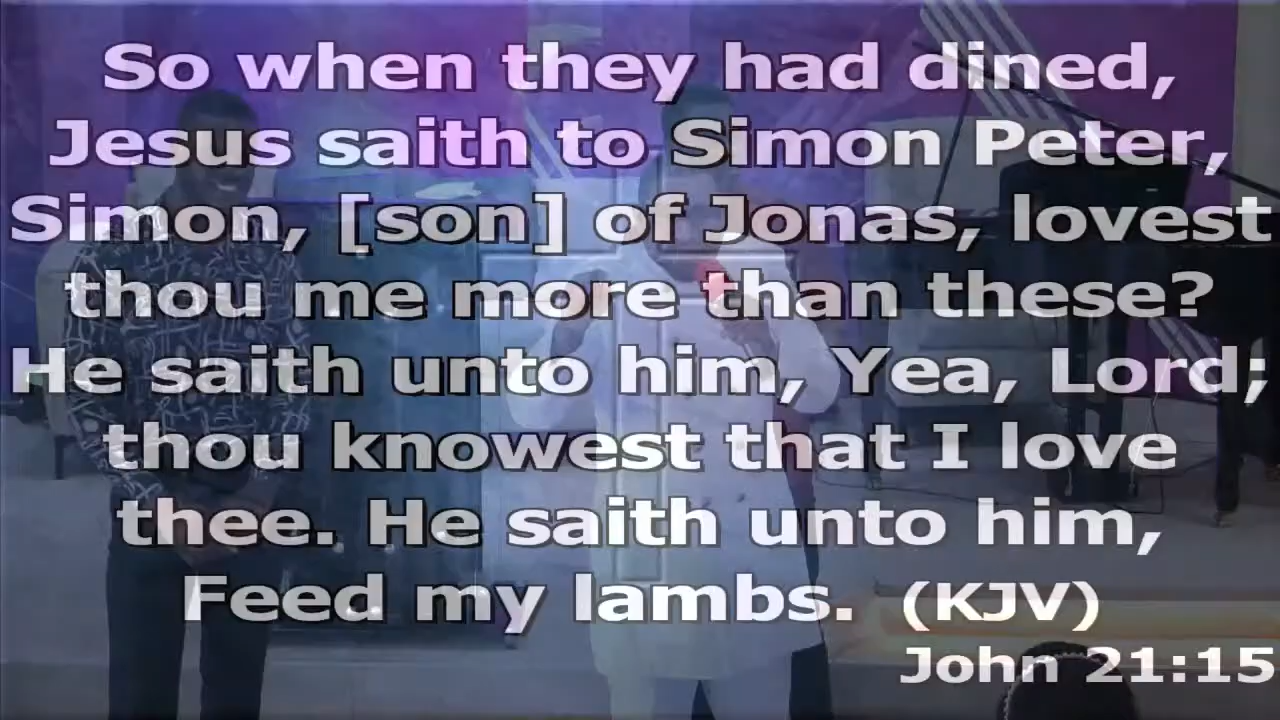 So when they had dined,
Jesus saith to Simon Peter,
Simon, [son] of Jonas, lovest
thou me more than these?
He saith unto him, Yea, Lord;
thou knowest that I love
thee. He saith unto him,
Feed my lambs. (KJV)
John 21:15